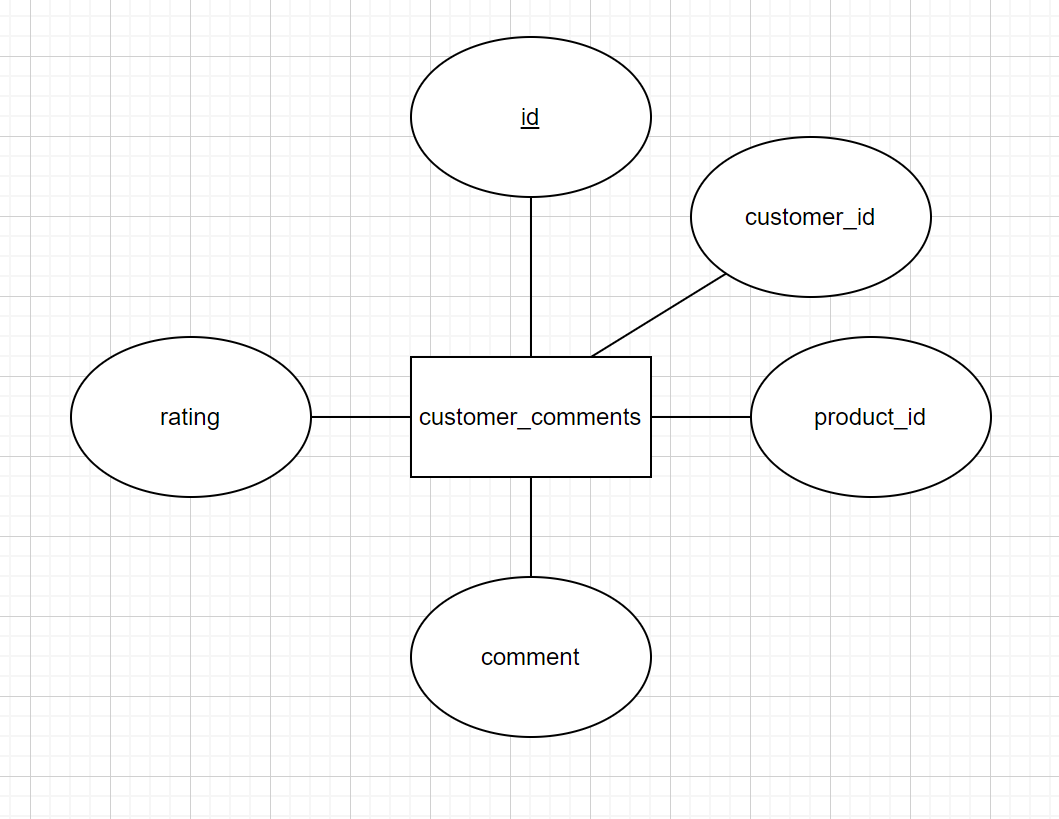 id
customer_id
rating
customer_comments
product_id
comment